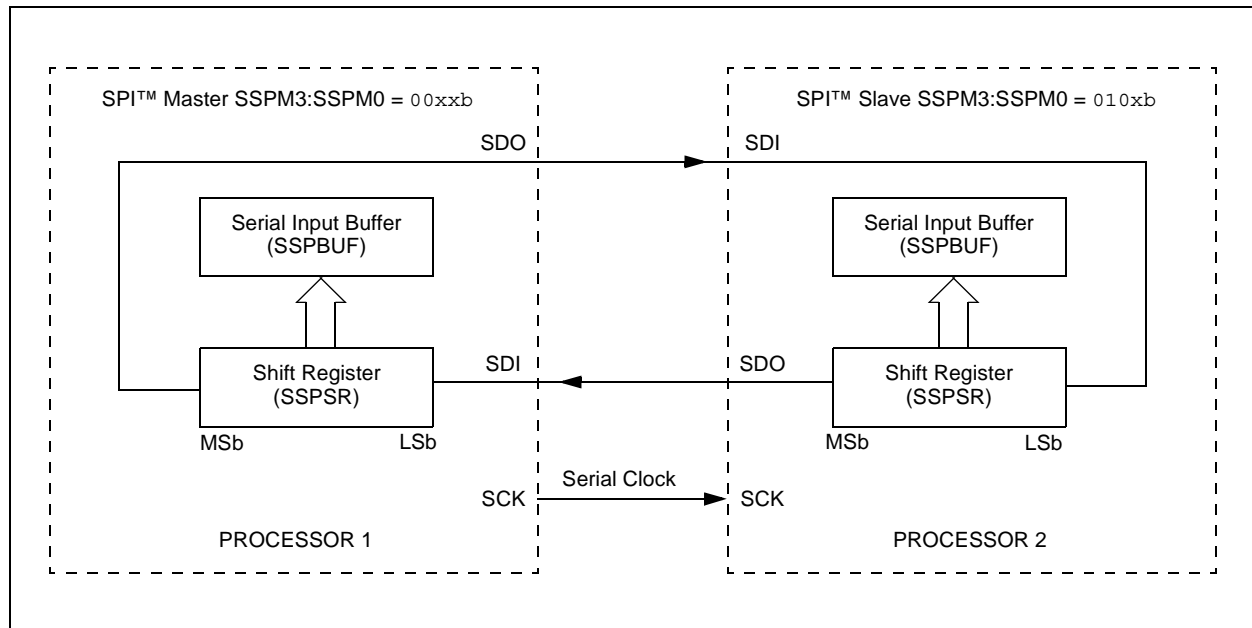 SPI™ Master SSPM3:SSPM0 = 00xxb
SPI™ Slave SSPM3:SSPM0 = 010xb
SDO
SDI
Serial Input Buffer
(SSPBUF)
Serial Input Buffer
(SSPBUF)
Shift Register
(SSPSR)
SDI
SDO
Shift Register
(SSPSR)
MSb
LSb
MSb
LSb
SCK
Serial Clock
SCK
PROCESSOR 1
PROCESSOR 2